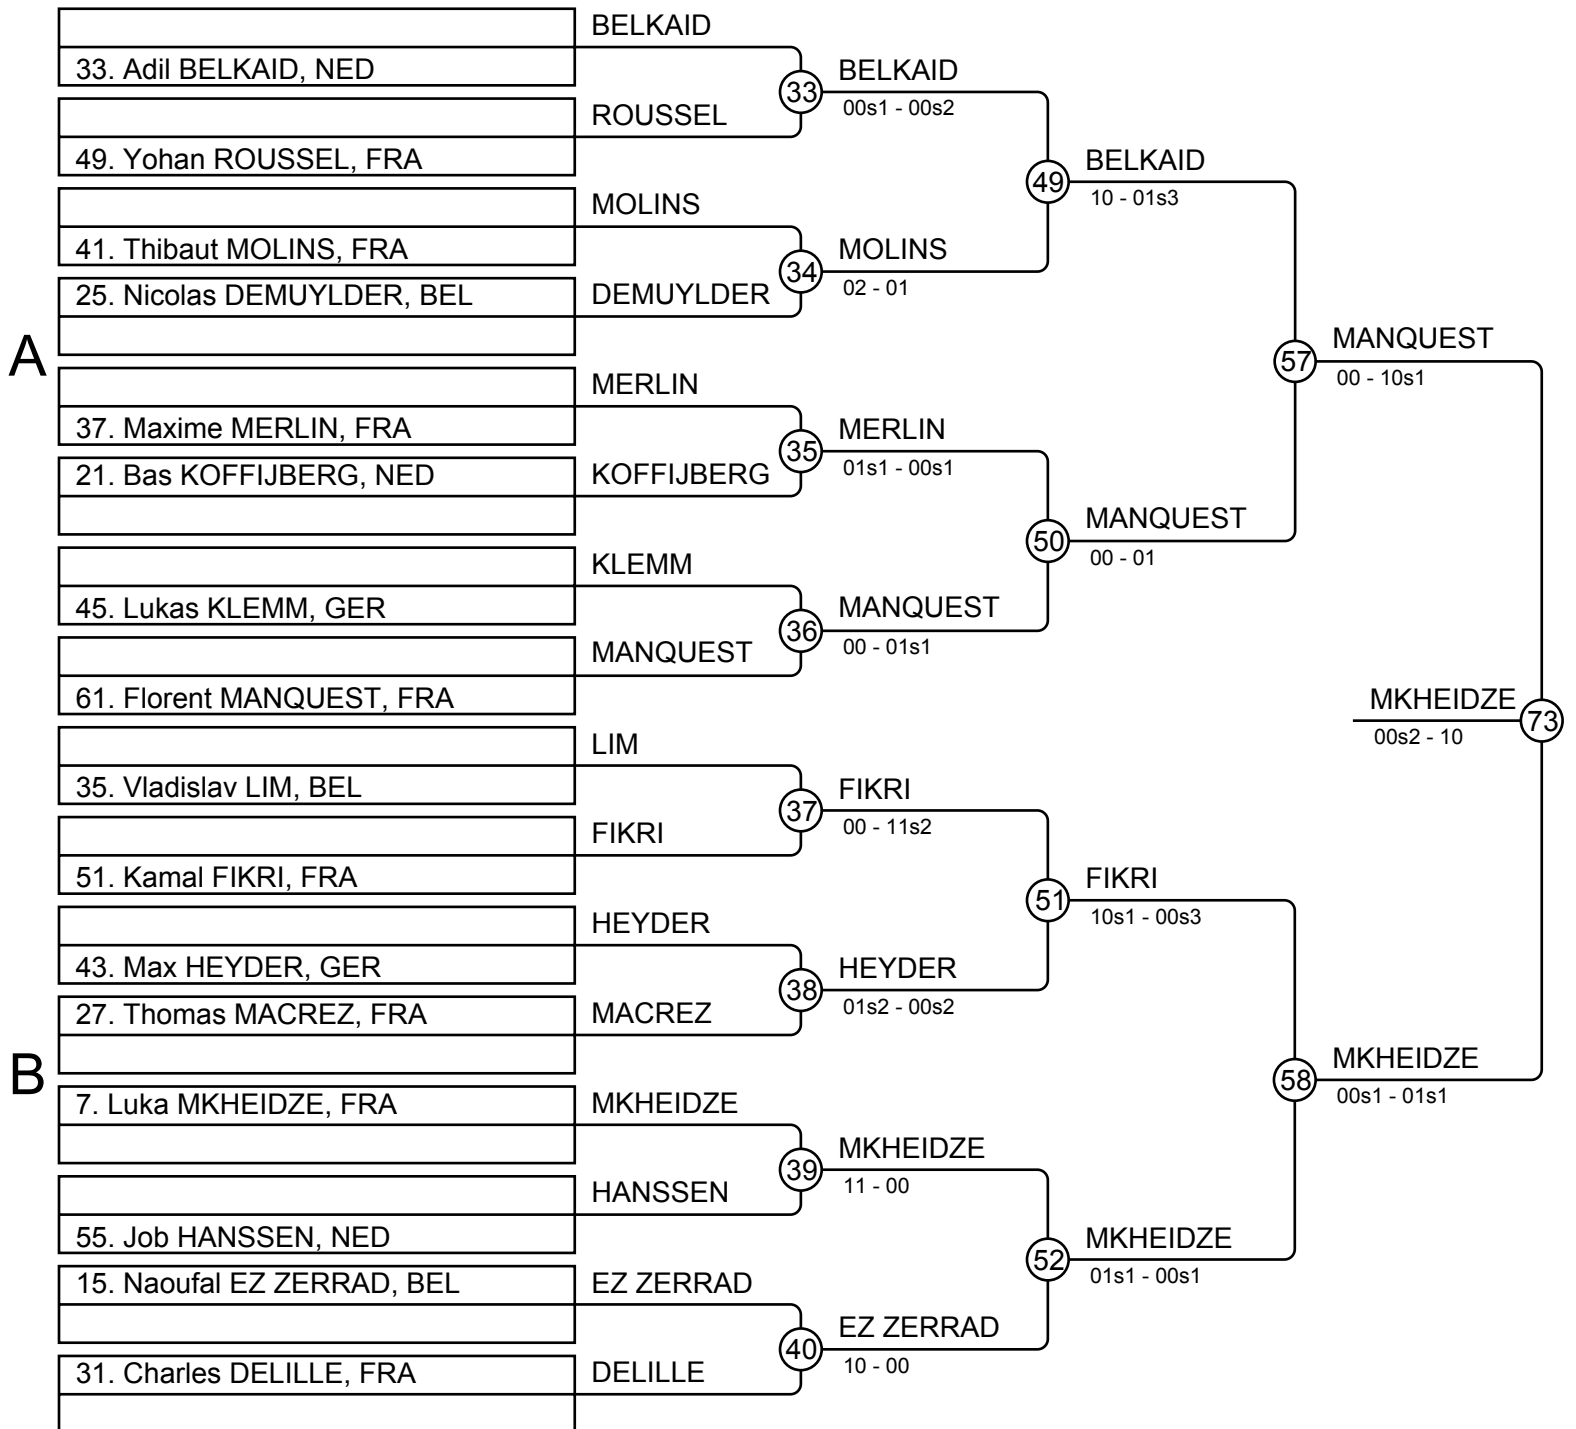 BELKAID
33. Adil BELKAID, NED
33
BELKAID
00s1 - 00s2
ROUSSEL
49. Yohan ROUSSEL, FRA
49
BELKAID
10 - 01s3
MOLINS
41. Thibaut MOLINS, FRA
34
MOLINS
02 - 01
25. Nicolas DEMUYLDER, BEL
DEMUYLDER
A
57
MANQUEST
00 - 10s1
MERLIN
37. Maxime MERLIN, FRA
35
MERLIN
01s1 - 00s1
21. Bas KOFFIJBERG, NED
KOFFIJBERG
50
MANQUEST
00 - 01
KLEMM
45. Lukas KLEMM, GER
36
MANQUEST
00 - 01s1
MANQUEST
61. Florent MANQUEST, FRA
MKHEIDZE
73
00s2 - 10
LIM
35. Vladislav LIM, BEL
37
FIKRI
00 - 11s2
FIKRI
51. Kamal FIKRI, FRA
51
FIKRI
10s1 - 00s3
HEYDER
43. Max HEYDER, GER
38
HEYDER
01s2 - 00s2
27. Thomas MACREZ, FRA
MACREZ
B
58
MKHEIDZE
00s1 - 01s1
7. Luka MKHEIDZE, FRA
MKHEIDZE
39
MKHEIDZE
11 - 00
HANSSEN
55. Job HANSSEN, NED
52
MKHEIDZE
01s1 - 00s1
15. Naoufal EZ ZERRAD, BEL
EZ ZERRAD
40
EZ ZERRAD
10 - 00
31. Charles DELILLE, FRA
DELILLE